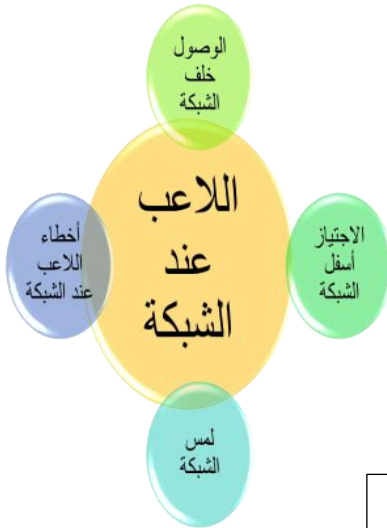 الوصول
خلف
الشبكة
اللاعب
عند
الشبكة
الاجتياز
أسفل
الشبكة
أخطاء
اللاعب
عند الشبكة
لمس
الشبكة